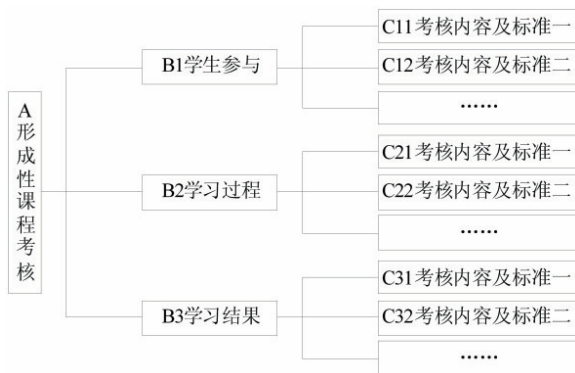 A形成性课程考核
B1学生参与
C11考核内容及标准一
C12考核内容及标准二
……
B2学习过程
C21考核内容及标准一
C22考核内容及标准二
……
B3学习结果
C31考核内容及标准一
C32考核内容及标准二
……